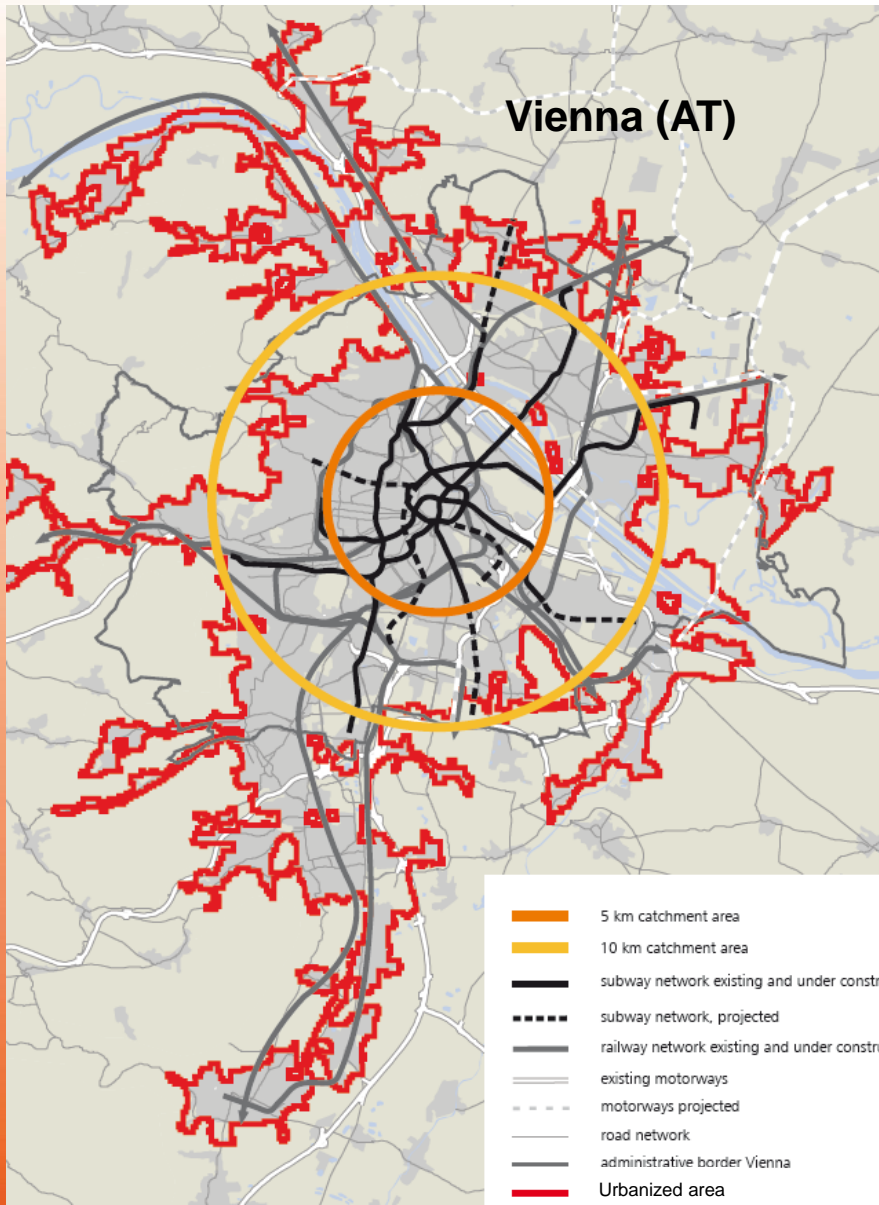 Vienna (AT)
5 km catchment area
10 km catchment area
subway network existing and under constr
subway network, projected
railway network existing and under constru
existing motorways
motorways projected
road network
administrative border Vienna
Urbanized area